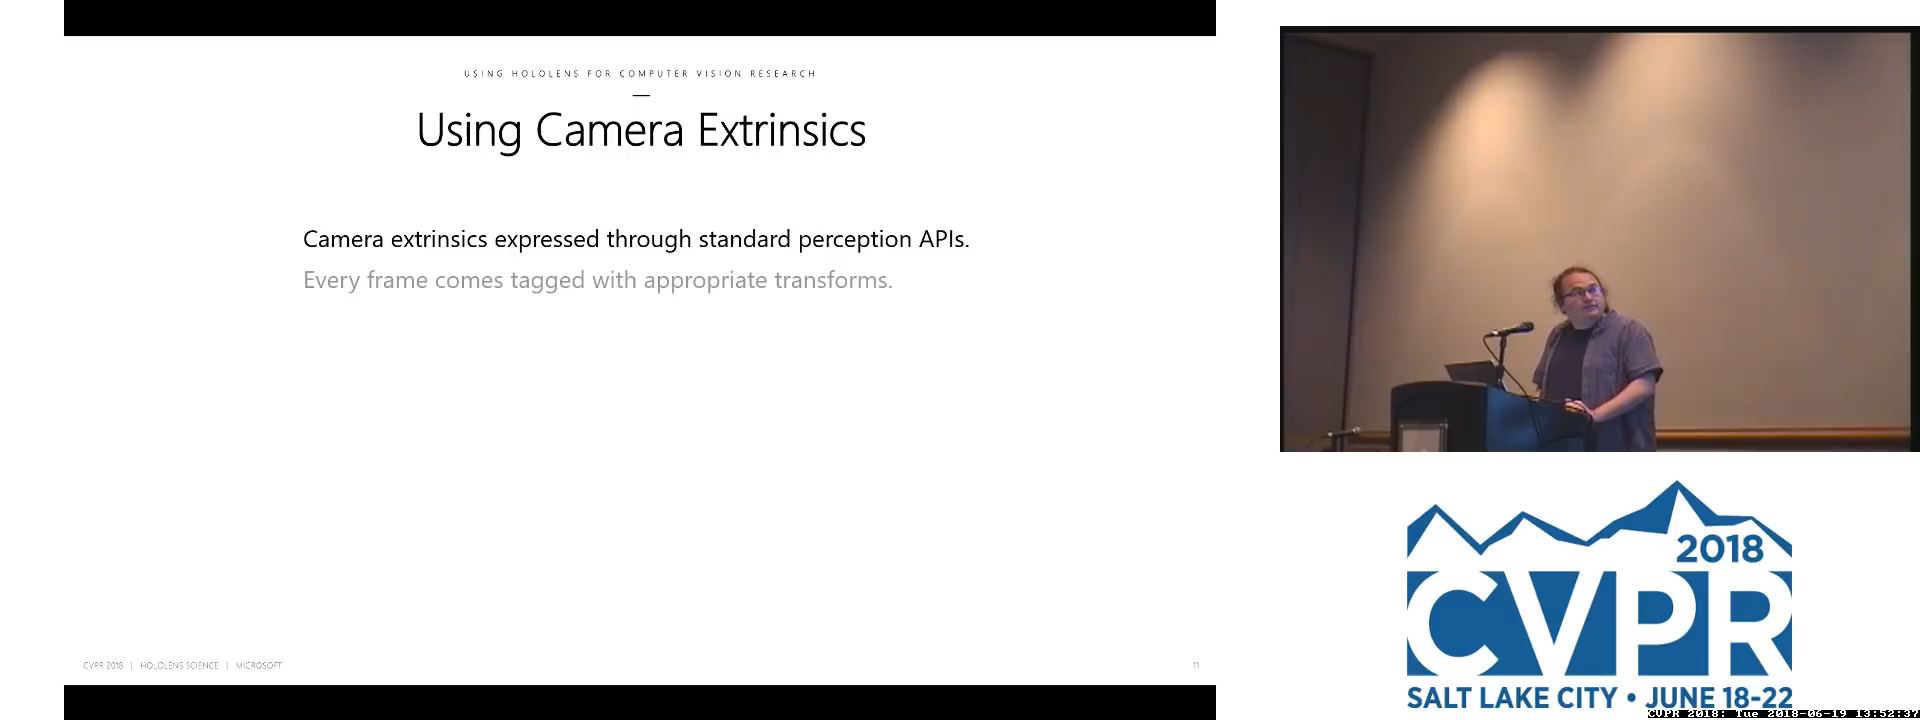 USING HOLOLENS FOR COMPUTER VISION RESEARCH
Using Camera Extrinsics
Camera extrinsics expressed through standard perception APIs.
Every frame comes tagged with appropriate transforms.
CVPR 2018 | HOLOLENS SCIENCE | MICROSOFT
11
2018
CVPR
SALT LAKE CITY • JUNE 18-22
CVPR 2018: Tue 2018-06-19 13:52:37